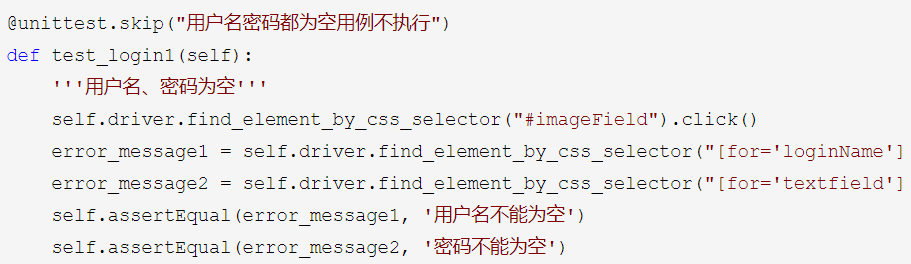 @unittest.skip("用户名密码都为空用例不执行")
def test_login1(self):
    '''用户名、密码为空'''
    self.driver.find_element_by_css_selector("#imageField").click()
    error_message1 = self.driver.find_element_by_css_selector("[for='loginName']
    error_message2 = self.driver.find_element_by_css_selector("[for='textfield']
    self.assertEqual(error_message1, '用户名不能为空')
    self.assertEqual(error_message2, '密码不能为空')